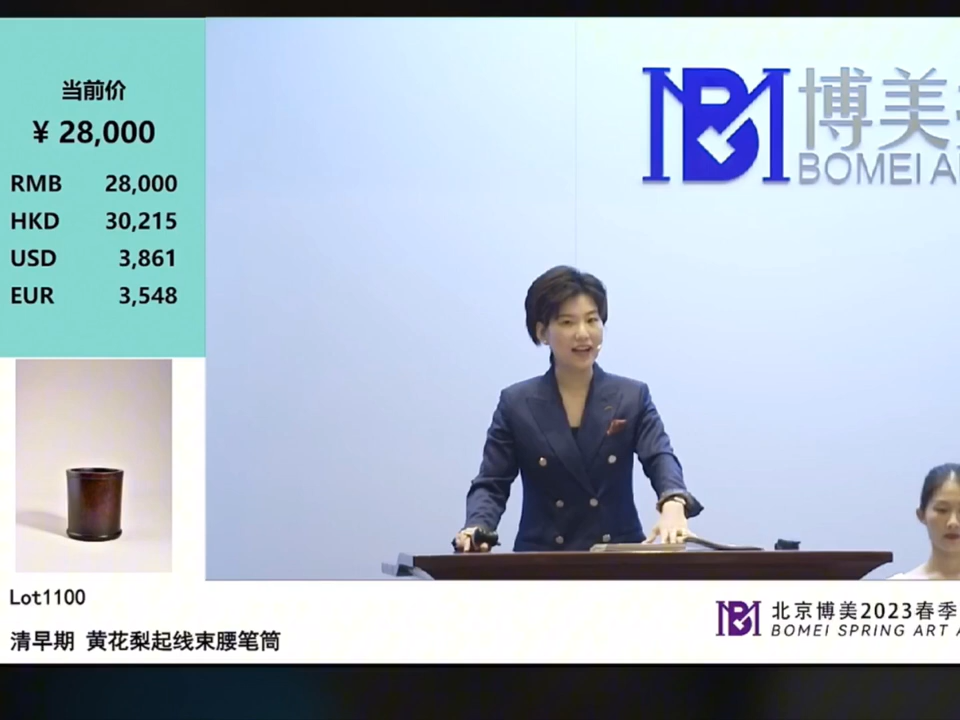 当前价
¥ 28,000
RMB 28,000
HKD 30,215
USD 3,861
EUR 3,548
博美
BOMEI
Lot1100
清早期 黄花梨起线束腰笔筒
北京博美2023春季
BOMEI SPRING ART